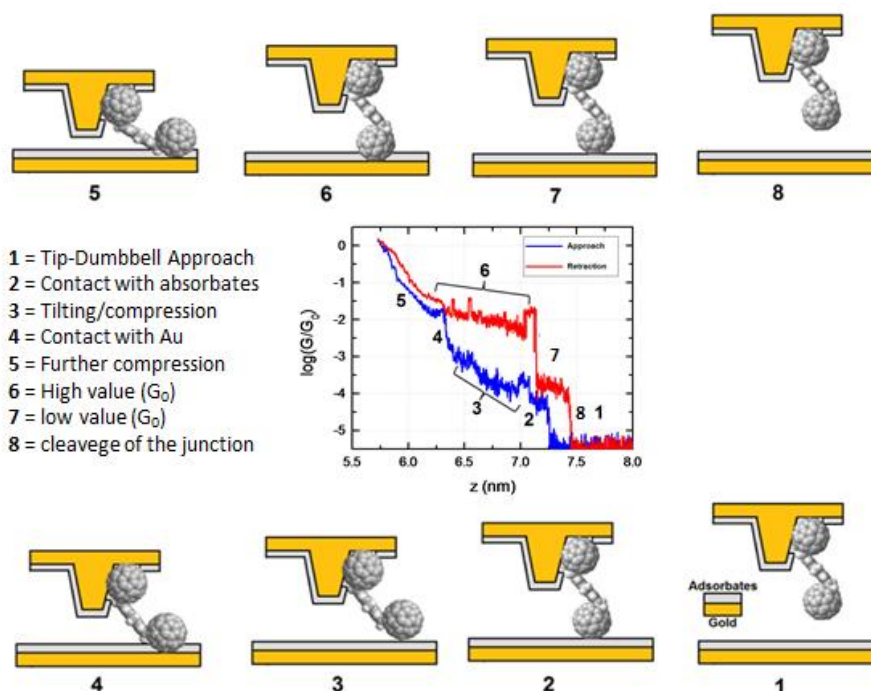 5
6
7
8
1 = Tip-Dumbbell Approach
2 = Contact with absorbates
3 = Tilting/compression
4 = Contact with Au
5 = Further compression
6 = High value (G₀)
7 = low value (G₀)
8 = cleavege of the junction
Approach
Retraction
log(G/G₀)
0
-1
-2
-3
-4
-5
5
6
4
7
3
2
8
1
5.5 6.0 6.5 7.0 7.5 8.0
z (nm)
Adsorbates
Gold
4
3
2
1